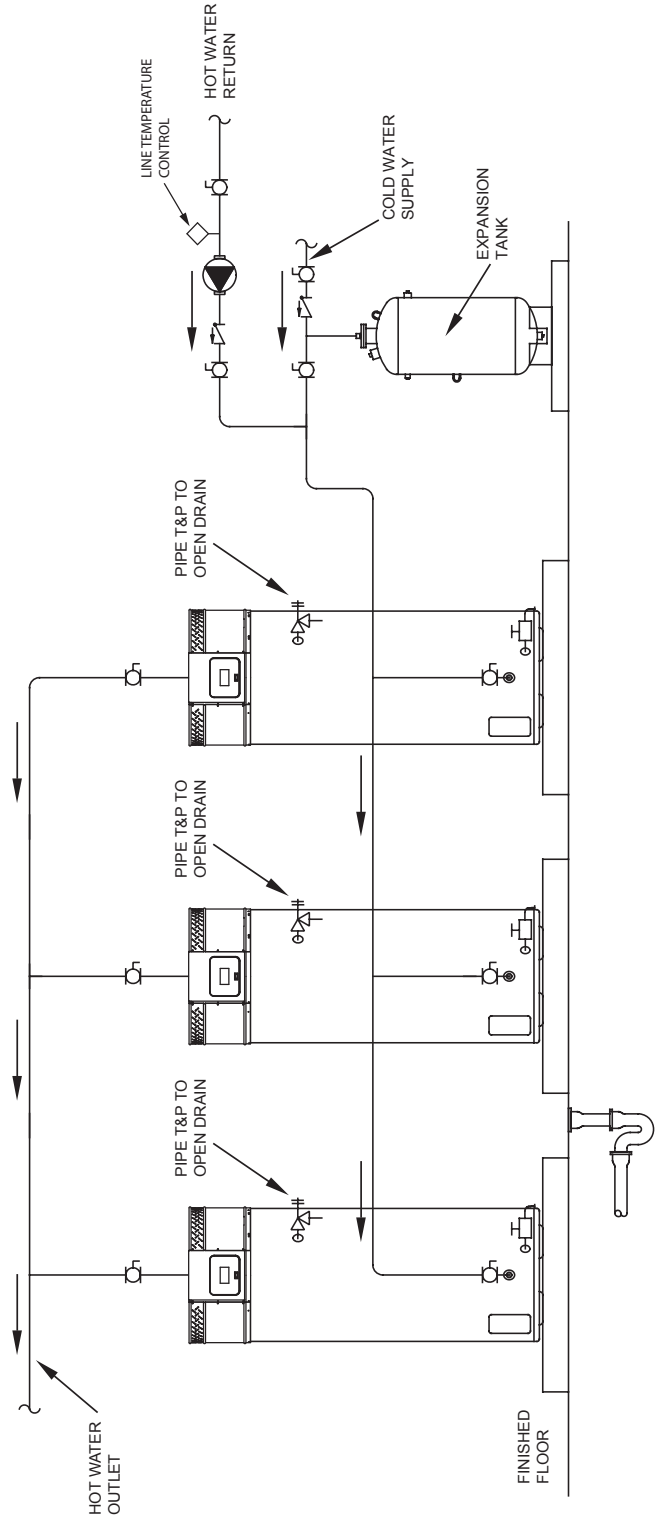 HOT WATER
OUTLET
FINISHED
FLOOR
PIPE T&P TO
OPEN DRAIN
PIPE T&P TO
OPEN DRAIN
PIPE T&P TO
OPEN DRAIN
LINE TEMPERATURE
CONTROL
HOT WATER
RETURN
COLD WATER
SUPPLY
EXPANSION
TANK